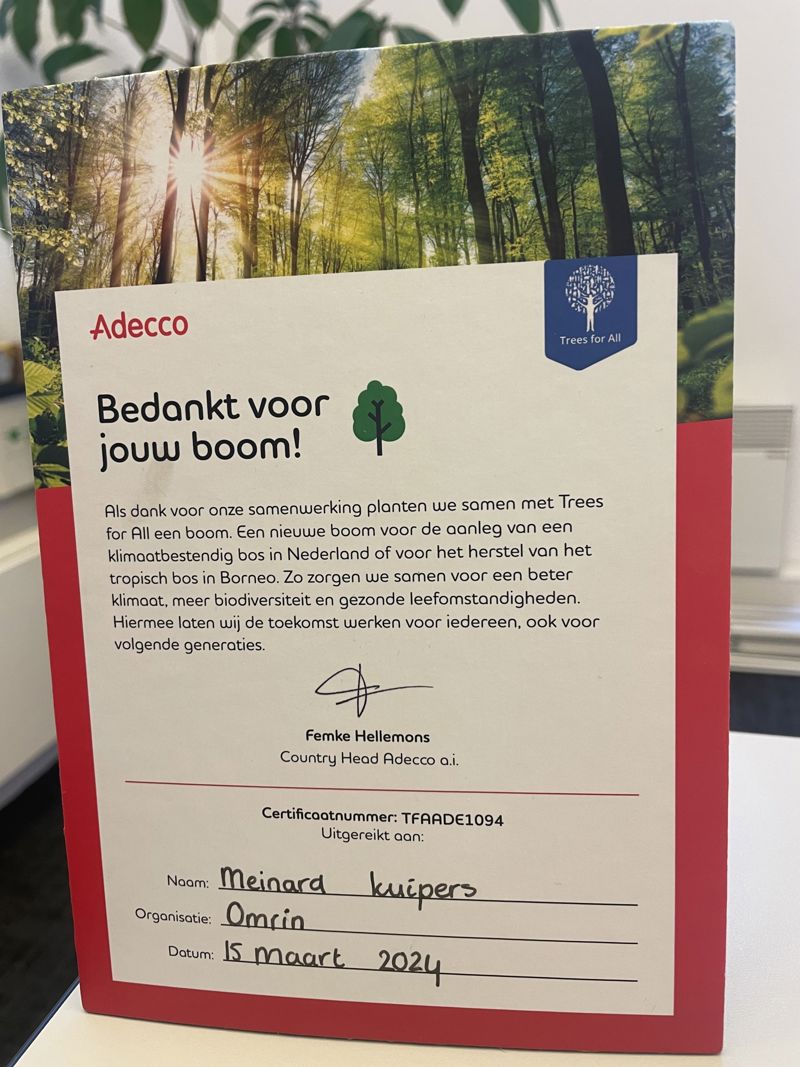 Adecco
Trees for All
Bedankt voor
jouw boom!
Als dank voor onze samenwerking planten we samen met Trees
for All een boom. Een nieuwe boom voor de aanleg van een
klimaatbestendig bos in Nederland of voor het herstel van het
tropisch bos in Borneo. Zo zorgen we samen voor een beter
klimaat, meer biodiversiteit en gezonde leefomstandigheden.
Hiermee laten wij de toekomst werken voor iedereen, ook voor
volgende generaties.
Femke Hellemons
Country Head Adecco a.i.
Certificaatnummer: TFAADE1094
Uitgereikt aan:
Naam: Meinard kuipers
Organisatie: Omrin
Datum: 15 maart 2024